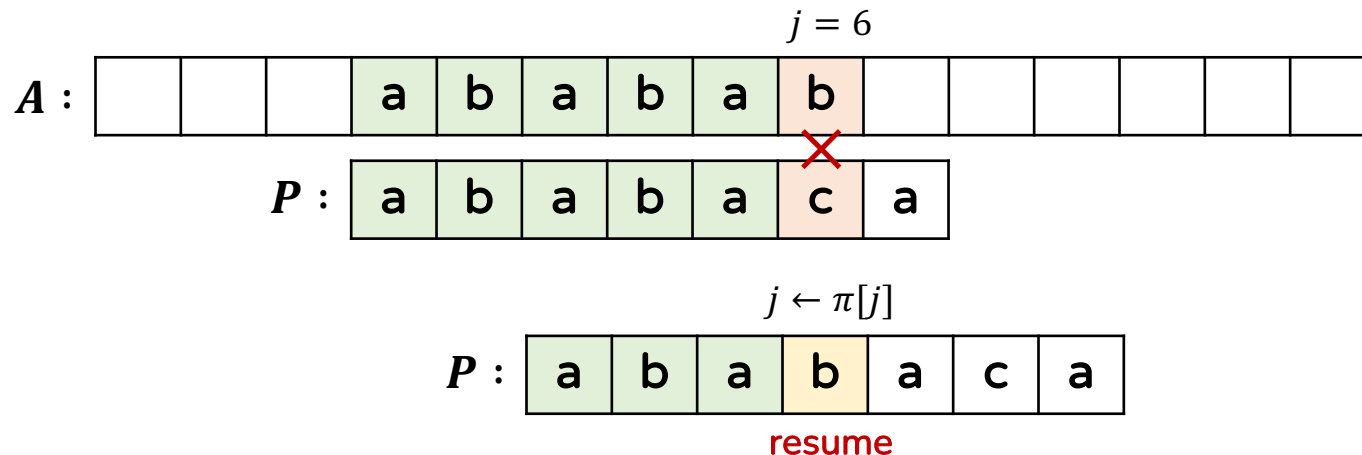 j = 6
A : a b a b a b
P : a b a b a c a
j ← π[j]
P : a b a b a c a
resume